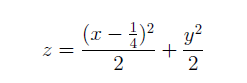 z = \frac{(x - \frac{1}{4})^2}{2} + \frac{y^2}{2}